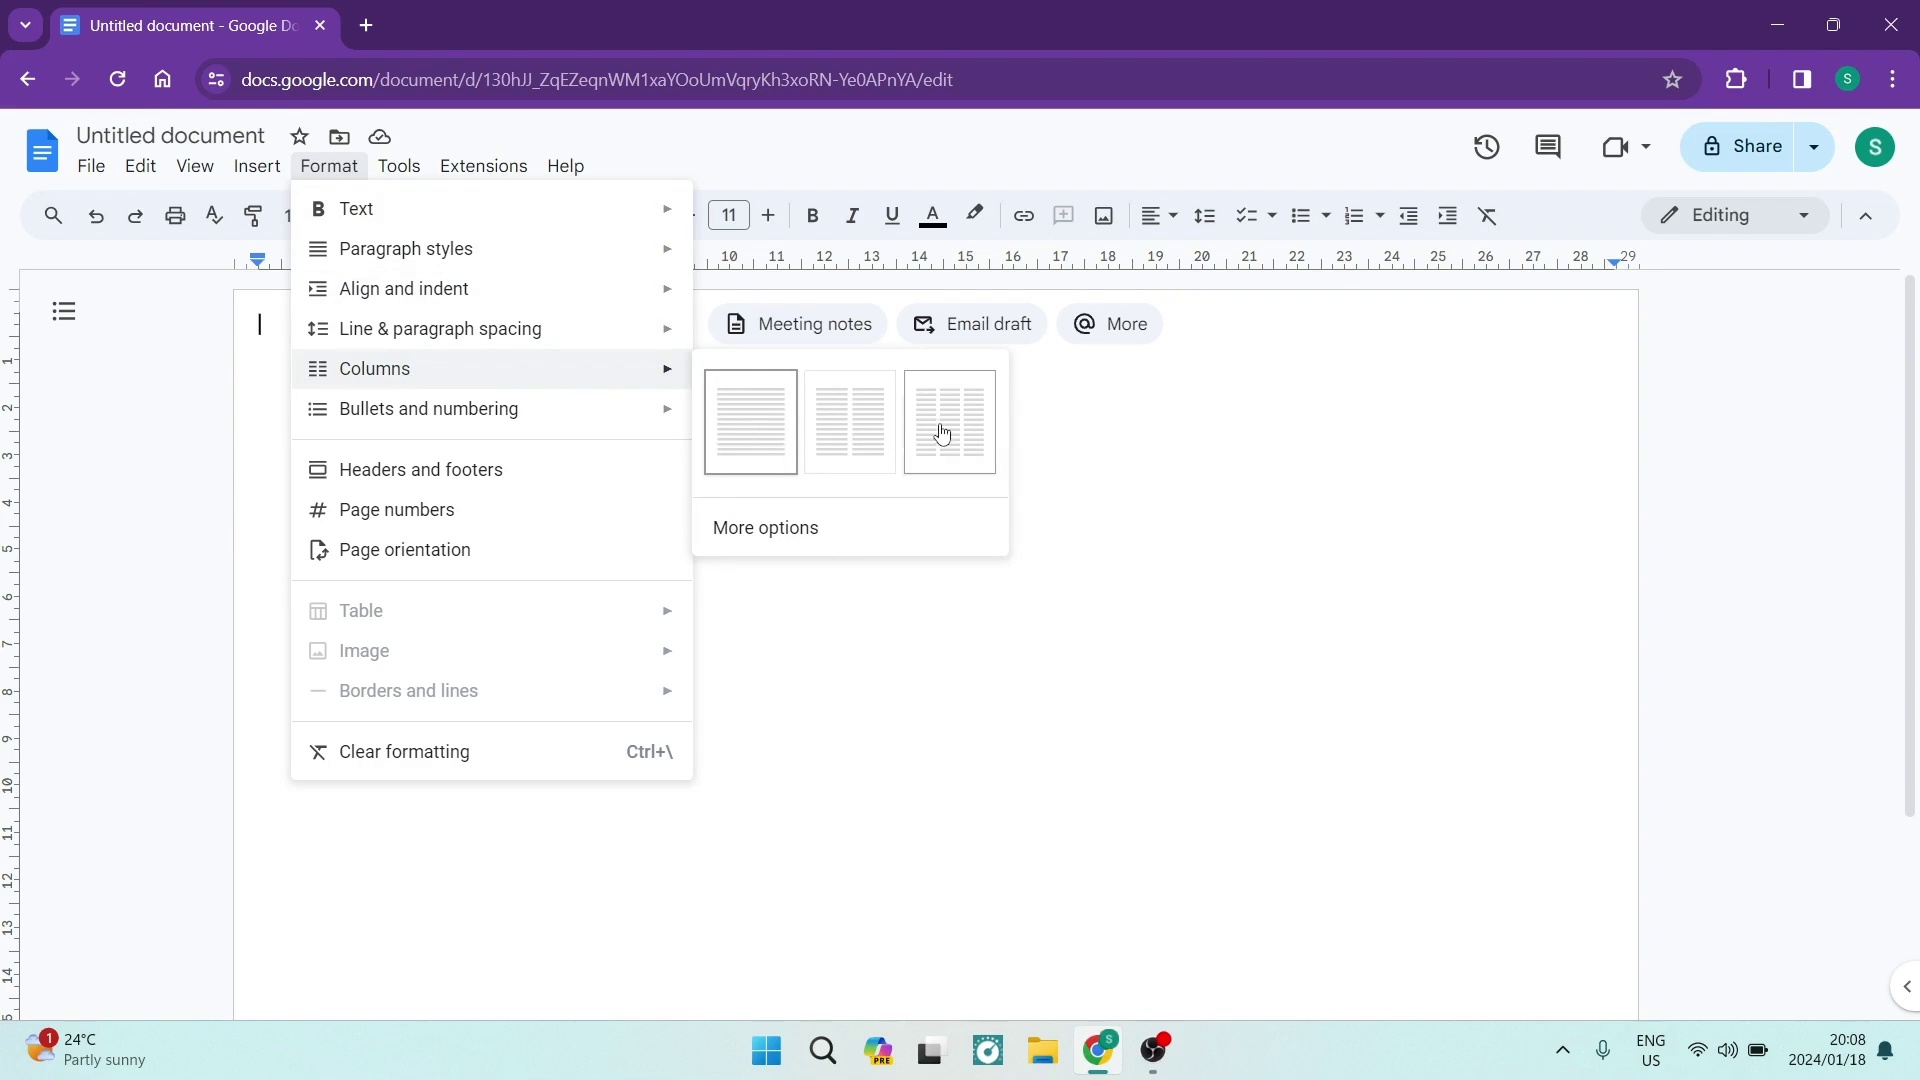 Untitled document - Google Do
docs.google.com/document/d/130hJJ_ZqEZeqnWM1xaYOoUmVqryKh3xoRN-Ye0APnYA/edit
S
Untitled document
File Edit View Insert Format Tools Extensions Help
Share
S
11
Editing
10 11 12 13 14 15 16 17 18 19 20 21 22 23 24 25 26 27 28 29
Text
Paragraph styles
Align and indent
Line & paragraph spacing
Columns
Bullets and numbering
Headers and footers
Page numbers
Page orientation
Table
Image
Borders and lines
Clear formatting Ctrl+\
Meeting notes
Email draft
More
More options
1
2
3
4
5
6
7
8
9
10
11
12
13
14
1
24°C
Partly sunny
PRE
S
ENG
US
20:08
2024/01/18